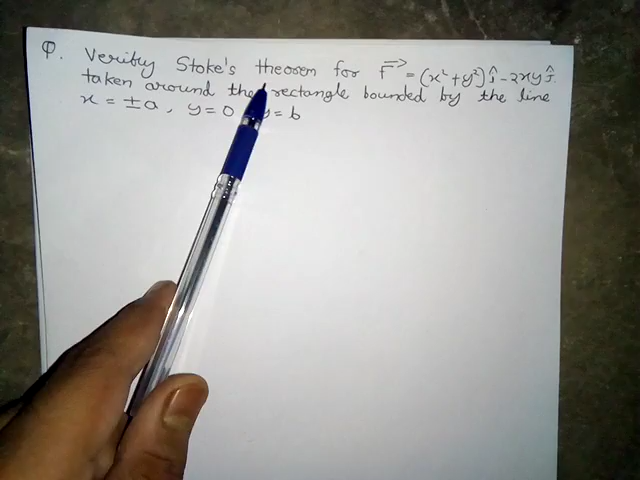 Q. Verify Stoke's theorem for F⃗ = (x² + y²) î - 2xy ĵ
taken around the rectangle bounded by the line
x = ± a, y = 0 y = b